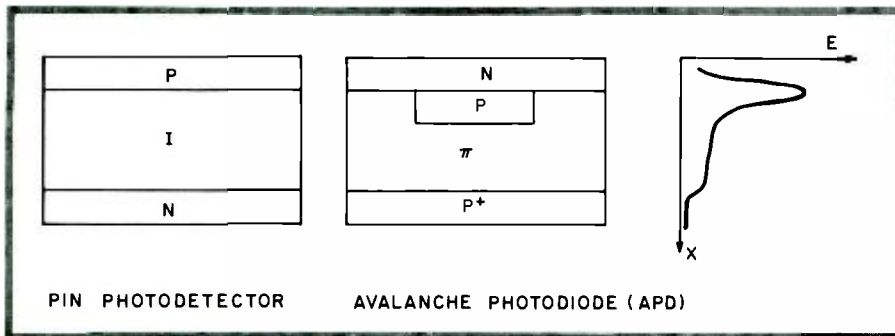 P
I
N
PIN PHOTODETECTOR
N
P
π
P+
AVALANCHE PHOTODIODE (APD)
E
X